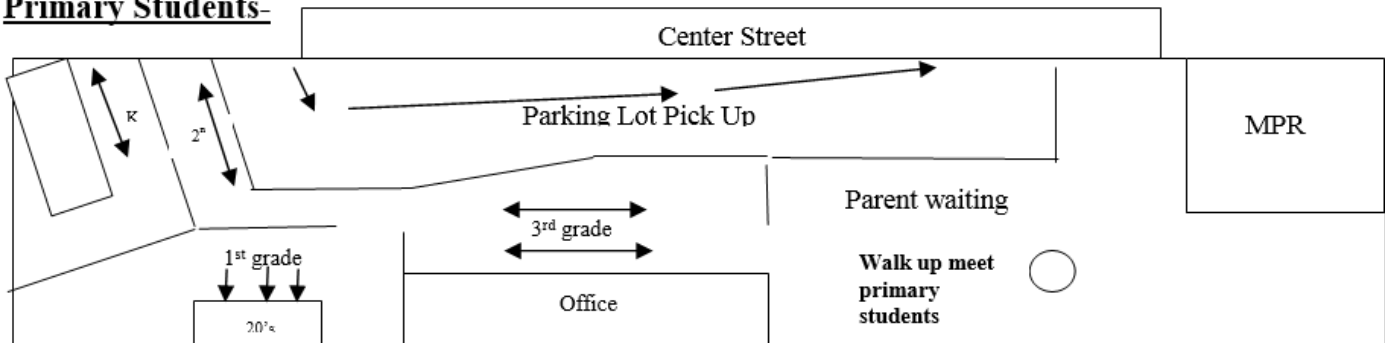 Primary Students-
Center Street
Parking Lot Pick Up
MPR
K
2ⁿ
Parent waiting
3rd grade
1st grade
Walk up meet
primary
students
Office
20's